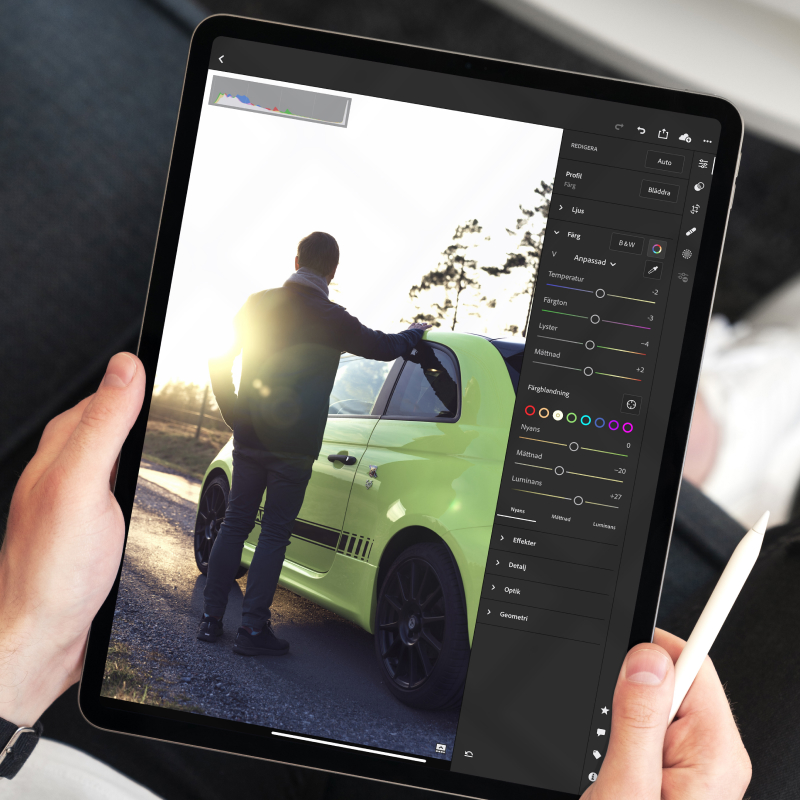 REDIGERA
Auto
Profil
Färg
Bläddra
Ljus
Färg
B&W
V
Anpassad
Temperatur
-2
Färgton
-3
Lyster
-4
Mättnad
+2
Färgblandning
Nyans
0
Mättnad
-20
Luminans
+27
Nyans Mättnad Luminans
Effekter
Detalj
Optik
Geometri